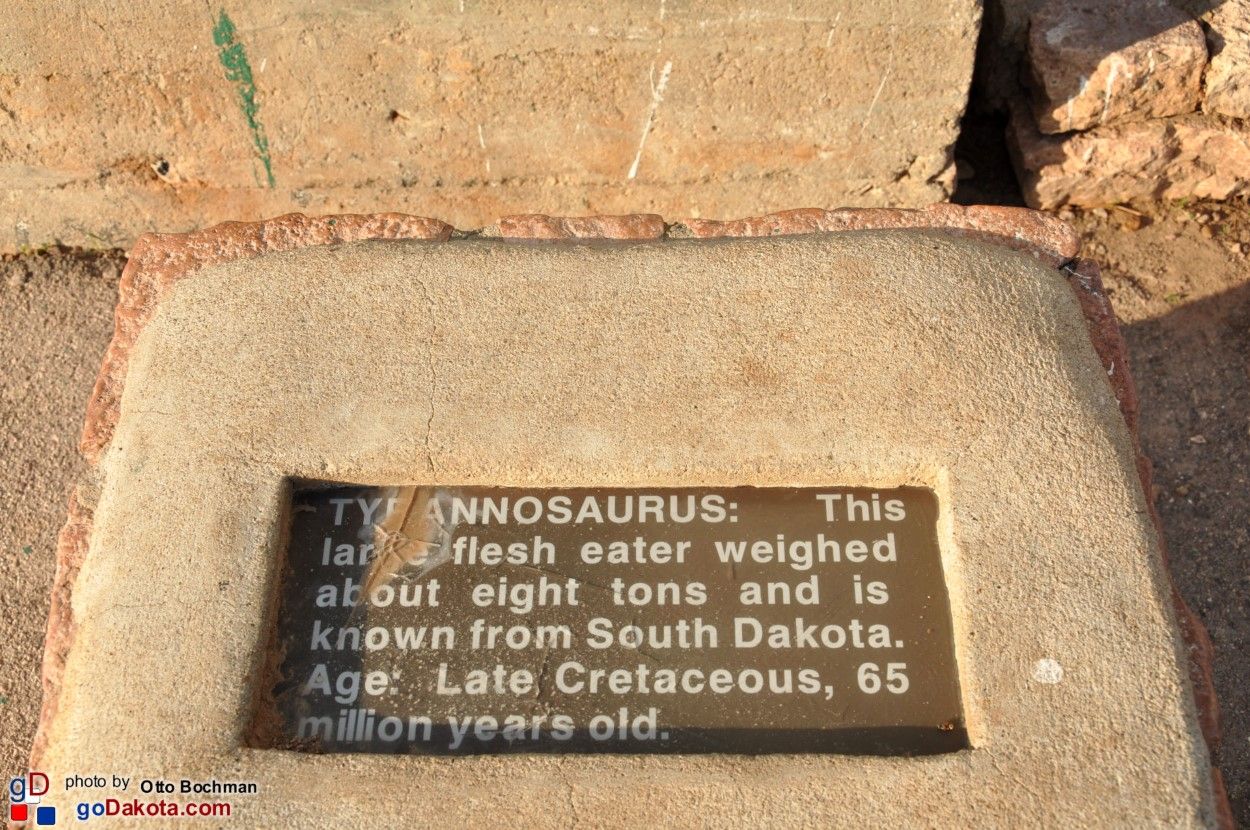 TYRANNOSAURUS: This
large flesh eater weighed
about eight tons and is
known from South Dakota.
Age: Late Cretaceous, 65
million years old.
gD photo by Otto Bochman
goDakota.com